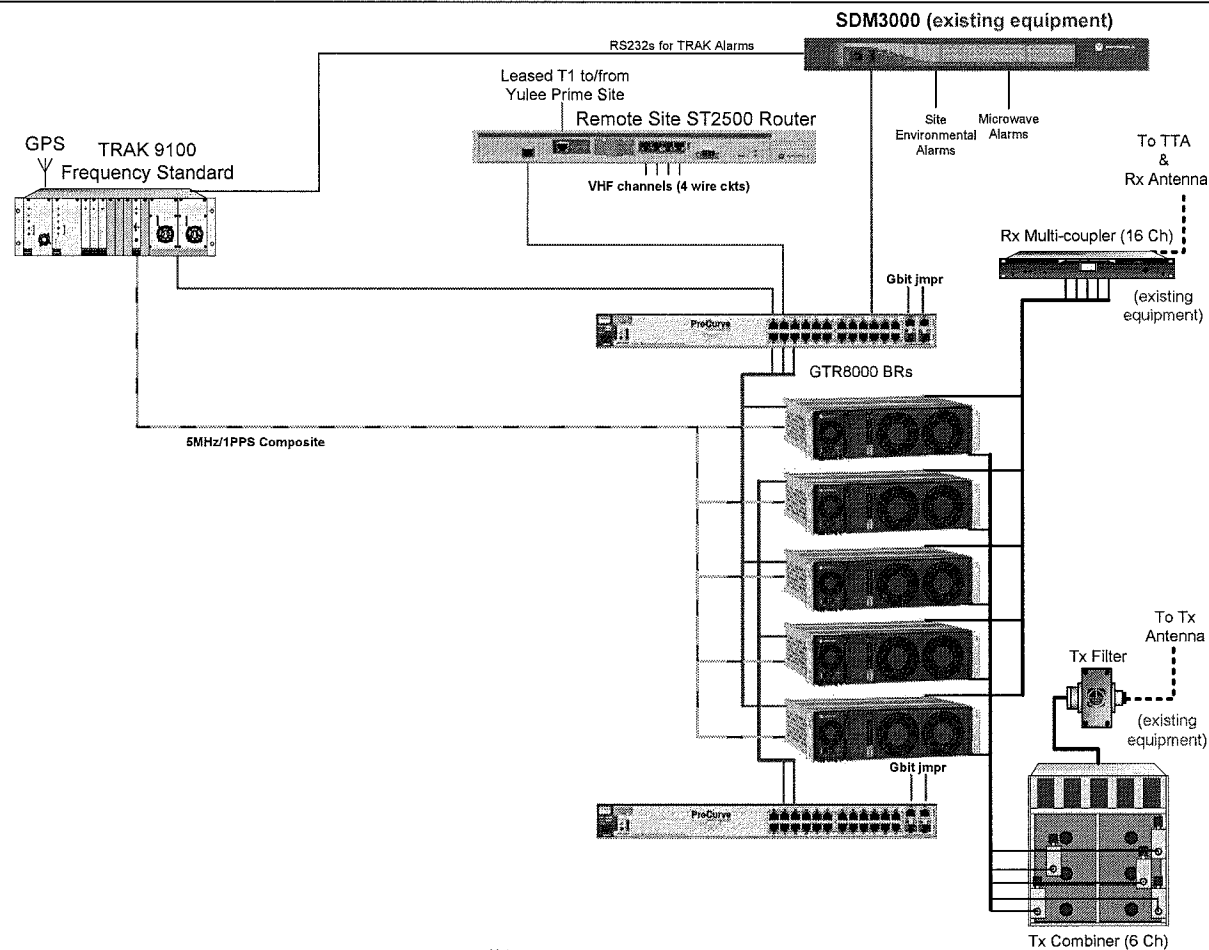 SDM3000 (existing equipment)
RS232s for TRAK Alarms
Leased T1 to/from
Yulee Prime Site
Remote Site ST2500 Router
Site
Environmental
Alarms
Microwave
Alarms
To TTA
&
Rx Antenna
GPS
TRAK 9100
Frequency Standard
VHF channels (4 wire ckts)
Rx Multi-coupler (16 Ch)
(existing
equipment)
Gbit jmpr
ProCurve
GTR8000 BRs
5MHz/1PPS Composite
To Tx
Antenna
Tx Filter
(existing
equipment)
Gbit jmpr
ProCurve
Tx Combiner (6 Ch)